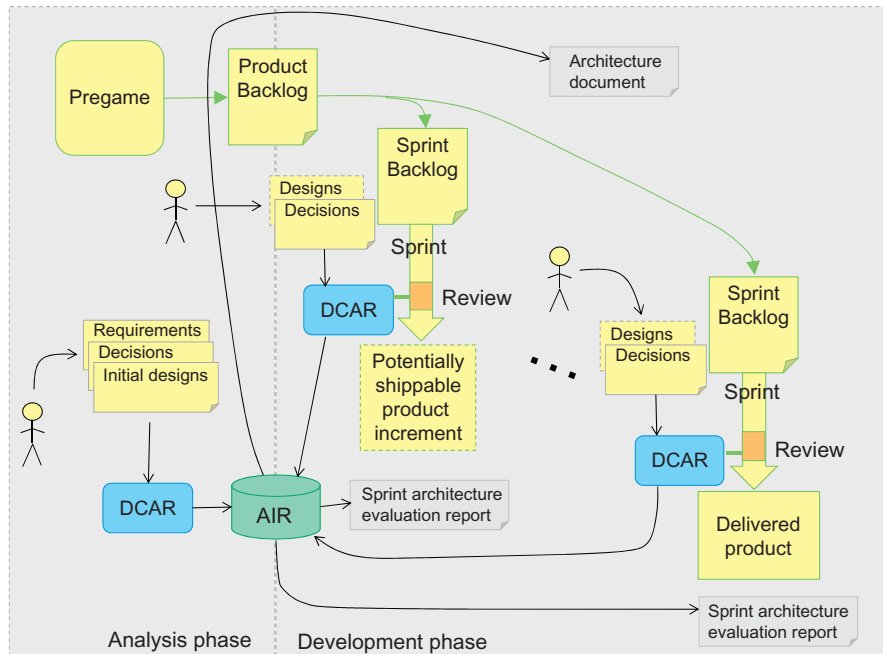 Architecture
document
Pregame
Product
Backlog
Sprint
Backlog
Designs
Decisions
Sprint
DCAR
Review
Sprint
Backlog
Requirements
Decisions
Initial designs
Designs
Decisions
Potentially
shippable
product
increment
Sprint
DCAR
Review
DCAR
AIR
Sprint architecture
evaluation report
Delivered
product
Sprint architecture
evaluation report
Analysis phase
Development phase